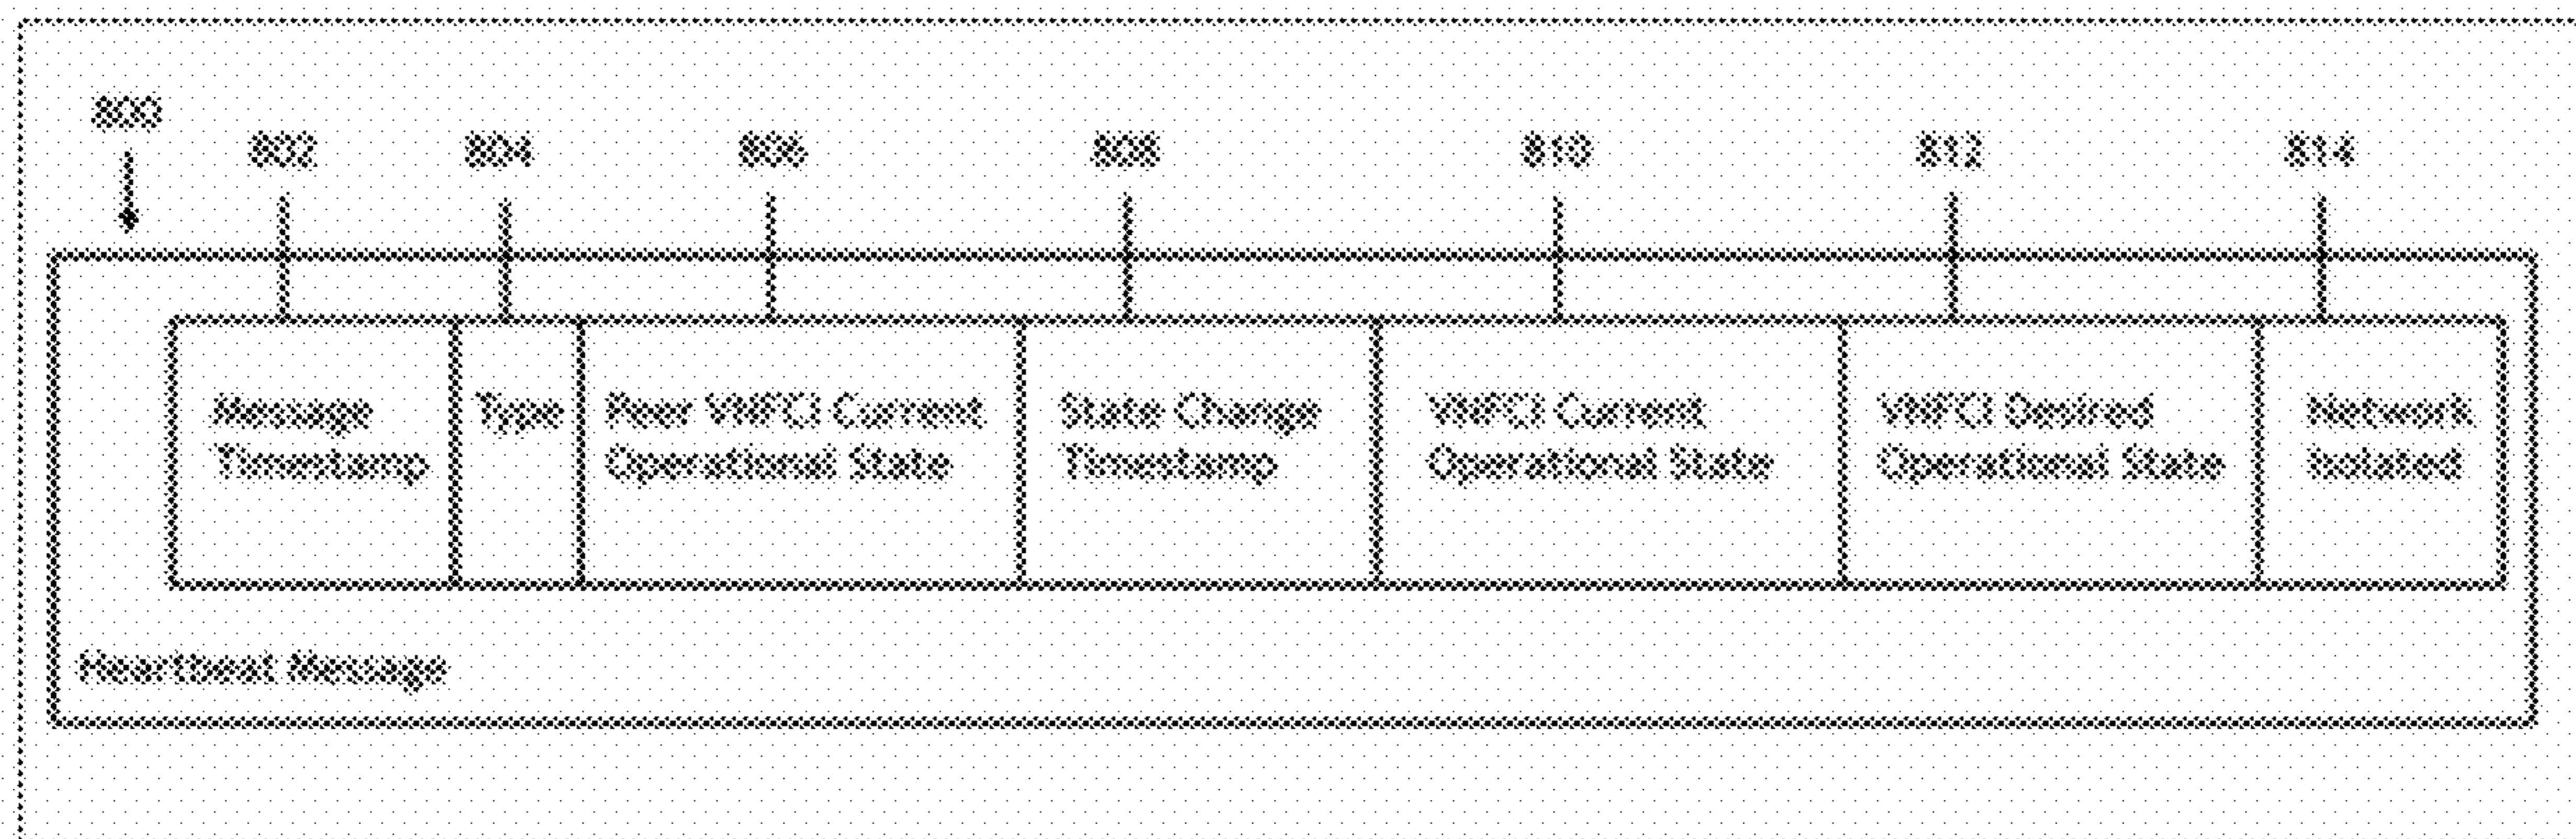 800
802 804 806 808 810 812 814
Message Type Peer VNFCI Current State Change VNFCI Current VNFCI Desired Network
Timestamp Operational State Timestamp Operational State Operational State Isolated
Heartbeat Message